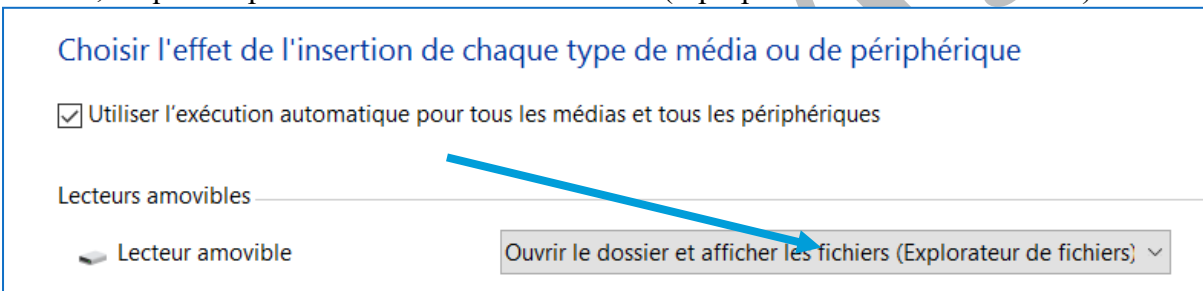 Choisir l'effet de l'insertion de chaque type de média ou de périphérique
Utiliser l’exécution automatique pour tous les médias et tous les périphériques
Lecteurs amovibles
Lecteur amovible
Ouvrir le dossier et afficher les fichiers (Explorateur de fichiers)